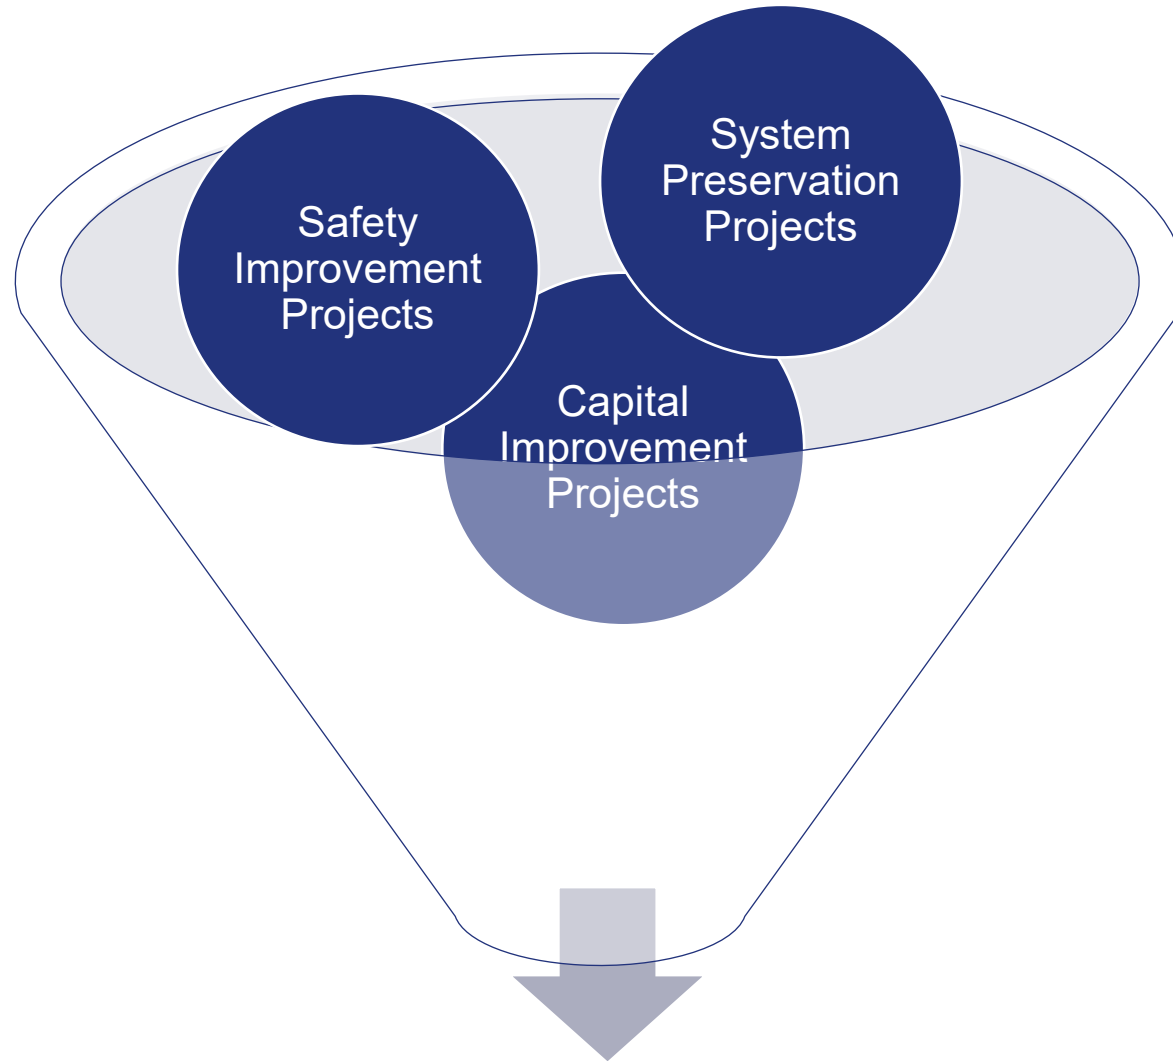 System
Preservation
Projects
Safety
Improvement
Projects
Capital
Improvement
Projects